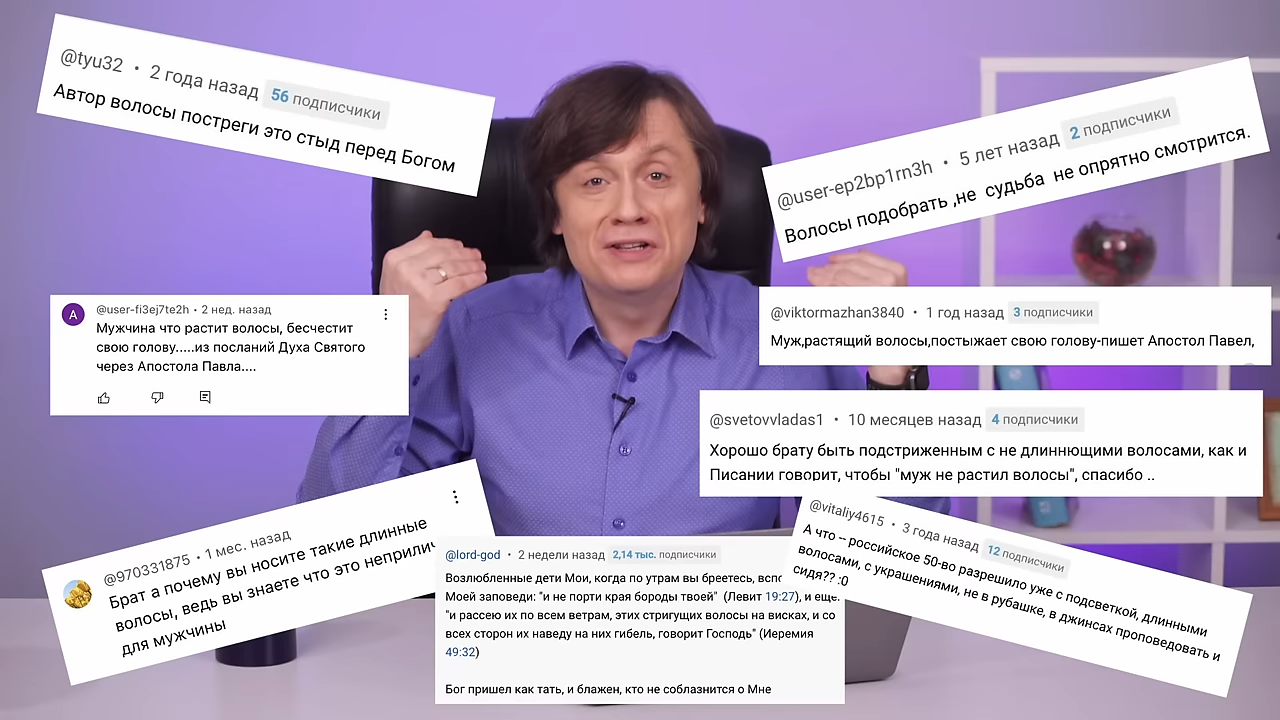 @tyu32 • 2 года назад 56 подписчики
Автор волосы постреги это стыд перед Богом
@user-ep2bp1rn3h • 5 лет назад 2 подписчики
Волосы подобрать ,не судьба не опрятно смотрится.
А
@user-fi3ej7te2h • 2 нед. назад
Мужчина что растит волосы, бесчестит
свою голову.....из посланий Духа Святого
через Апостола Павла....
@viktormazhan3840 • 1 год назад 3 подписчики
Муж,растящий волосы,постыжает свою голову-пишет Апостол Павел,
@svetovvladas1 • 10 месяцев назад 4 подписчики
Хорошо брату быть подстриженным с не длиннющими волосами, как и
Писании говорит, чтобы "муж не растил волосы", спасибо ..
@970331875 • 1 мес. назад
Брат а почему вы носите такие длинные
волосы, ведь вы знаете что это неприлич
для мужчины
@lord-god • 2 недели назад 2,14 тыс. подписчики
Возлюбленные дети Мои, когда по утрам вы бреетесь, вспо
Моей заповеди: "и не порти края бороды твоей" (Левит 19:27), и еще:
"и рассею их по всем ветрам, этих стригущих волосы на висках, и со
всех сторон их наведу на них гибель, говорит Господь" (Иеремия
49:32)
Бог пришел как тать, и блажен, кто не соблазнится о Мне
@vitaliy4615 • 3 года назад 12 подписчики
А что – российское 50-во разрешило уже с подсветкой, длинными
волосами, с украшениями, не в рубашке, в джинсах проповедовать и
сидя?? :0